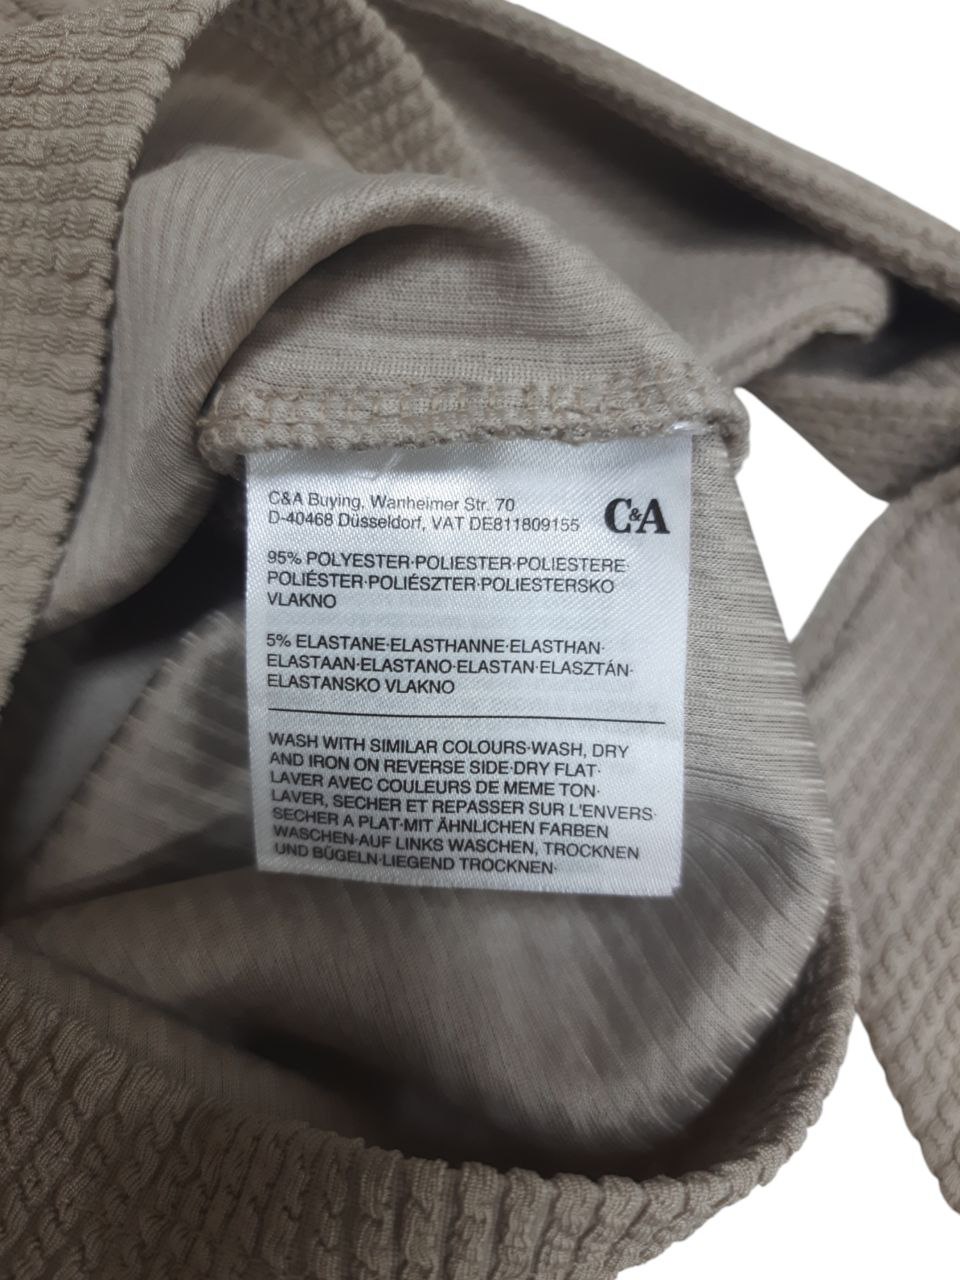 C&A Buying, Wanheimer Str. 70
D-40468 Düsseldorf, VAT DE811809155
C&A
95% POLYESTER·POLIESTER·POLIESTERE·
POLIÉSTER·POLIÉSZTER·POLIESTERSKO
VLAKNO
5% ELASTANE·ELASTHANNE·ELASTHAN·
ELASTAAN·ELASTANO·ELASTAN·ELASZTÁN·
ELASTANSKO VLAKNO
WASH WITH SIMILAR COLOURS·WASH, DRY
AND IRON ON REVERSE SIDE·DRY FLAT·
LAVER AVEC COULEURS DE MEME TON·
LAVER, SECHER ET REPASSER SUR L'ENVERS·
SECHER A PLAT·MIT ÄHNLICHEN FARBEN
WASCHEN·AUF LINKS WASCHEN, TROCKNEN
UND BÜGELN·LIEGEND TROCKNEN·